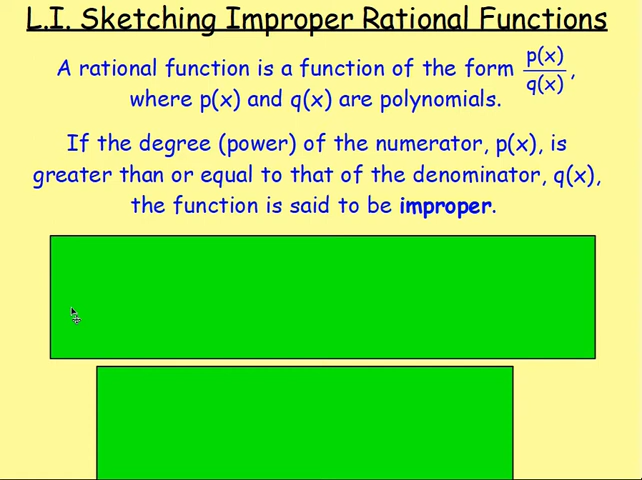 L.I. Sketching Improper Rational Functions
A rational function is a function of the form p(x)/q(x),
where p(x) and q(x) are polynomials.
If the degree (power) of the numerator, p(x), is
greater than or equal to that of the denominator, q(x),
the function is said to be improper.